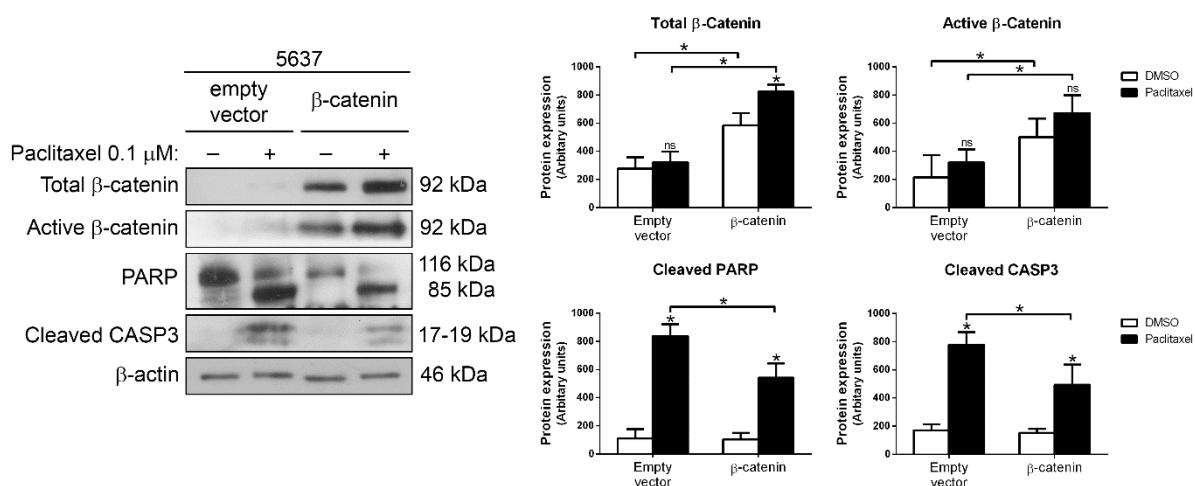 5637
empty
vector
β-catenin
Paclitaxel 0.1 μM: – + – +
Total β-catenin 92 kDa
Active β-catenin 92 kDa
PARP 116 kDa
85 kDa
Cleaved CASP3 17-19 kDa
β-actin 46 kDa
Total β-Catenin
Protein expression
(Arbitary units)
1000
800
600
400
200
0
*
*
ns
*
Empty
vector
β-catenin
Active β-Catenin
Protein expression
(Arbitary units)
1000
800
600
400
200
0
*
*
ns
ns
Empty
vector
β-catenin
DMSO
Paclitaxel
Cleaved PARP
Protein expression
(Arbitary units)
1000
800
600
400
200
0
*
*
*
Empty
vector
β-catenin
Cleaved CASP3
Protein expression
(Arbitary units)
1000
800
600
400
200
0
*
*
*
Empty
vector
β-catenin
DMSO
Paclitaxel